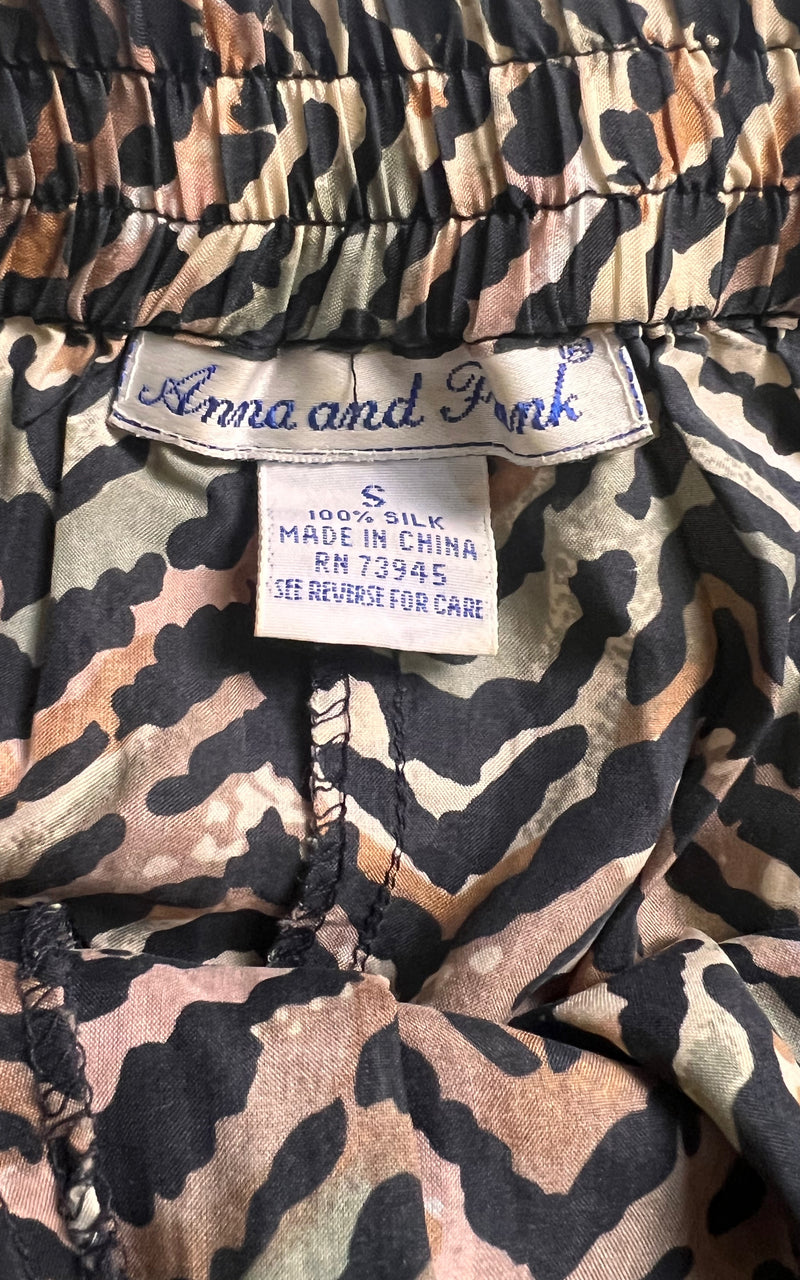 Anna and Frank ®
S
100% SILK
MADE IN CHINA
RN 73945
SEE REVERSE FOR CARE